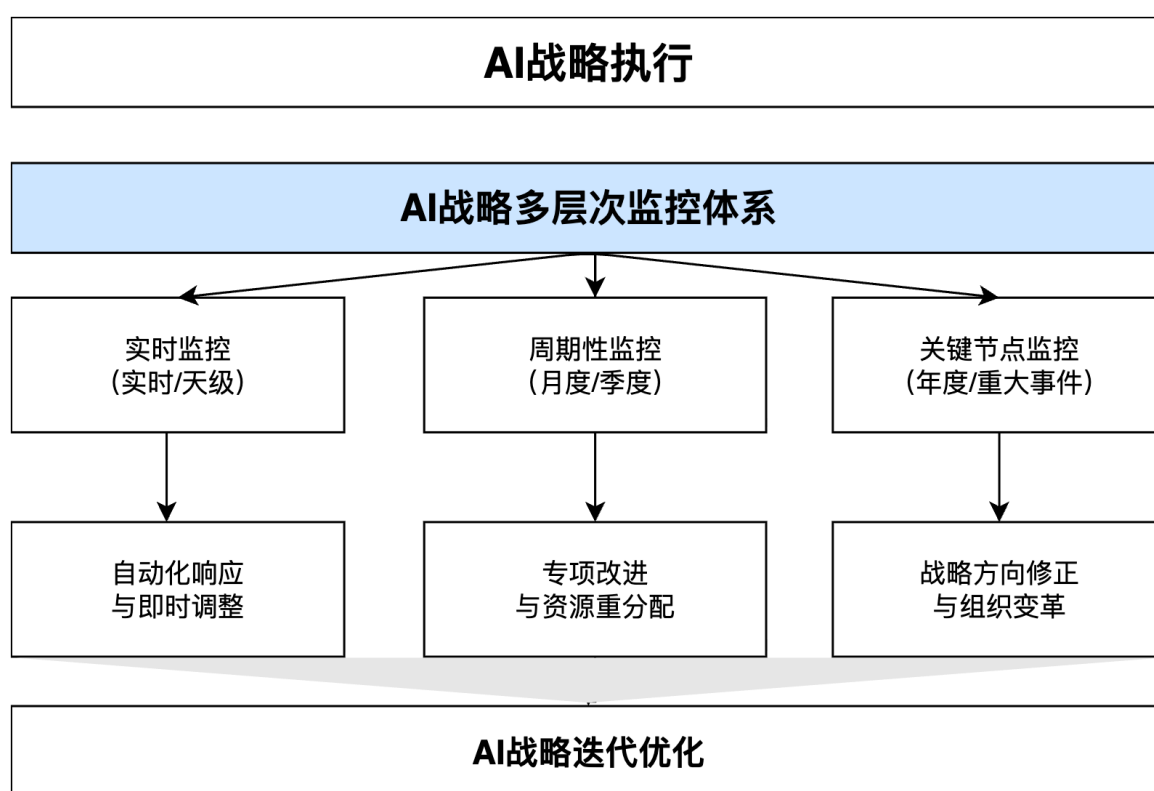 AI战略执行
AI战略多层次监控体系
实时监控
(实时/天级)
周期性监控
(月度/季度)
关键节点监控
(年度/重大事件)
自动化响应
与即时调整
专项改进
与资源重分配
战略方向修正
与组织变革
AI战略迭代优化